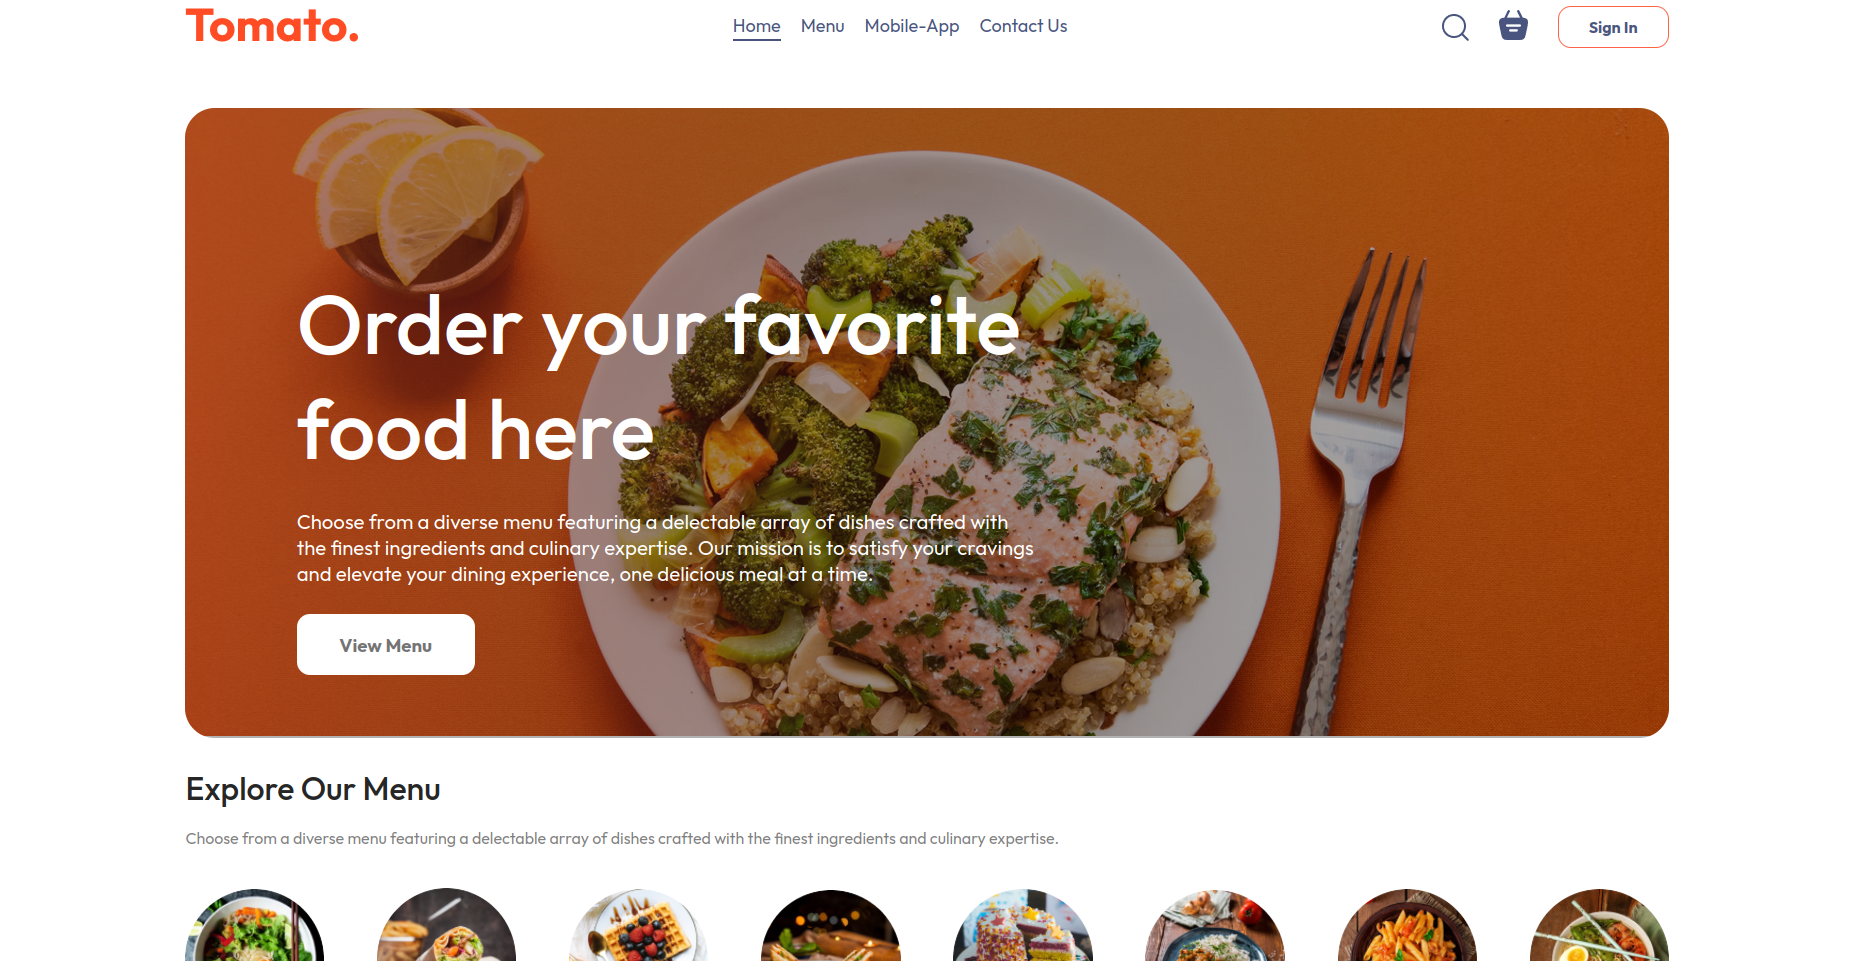 Tomato.
Home Menu Mobile-App Contact Us
Sign In
Order your favorite
food here
Choose from a diverse menu featuring a delectable array of dishes crafted with
the finest ingredients and culinary expertise. Our mission is to satisfy your cravings
and elevate your dining experience, one delicious meal at a time.
View Menu
Explore Our Menu
Choose from a diverse menu featuring a delectable array of dishes crafted with the finest ingredients and culinary expertise.